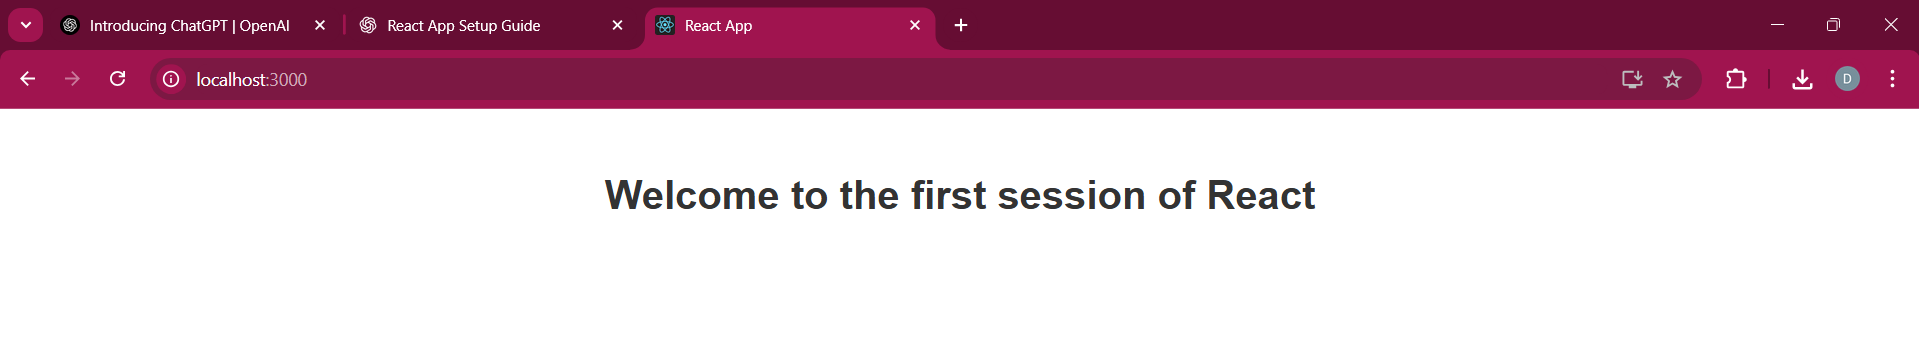 Introducing ChatGPT | OpenAI
React App Setup Guide
React App
localhost:3000
D
Welcome to the first session of React